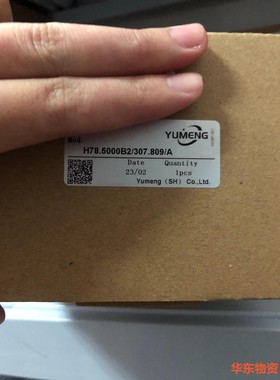 YUMENG
H78.5000B2/307.809/A
Date Quantity
23/02 1pcs
Yumeng (SH) Co.,Ltd.
华东物资